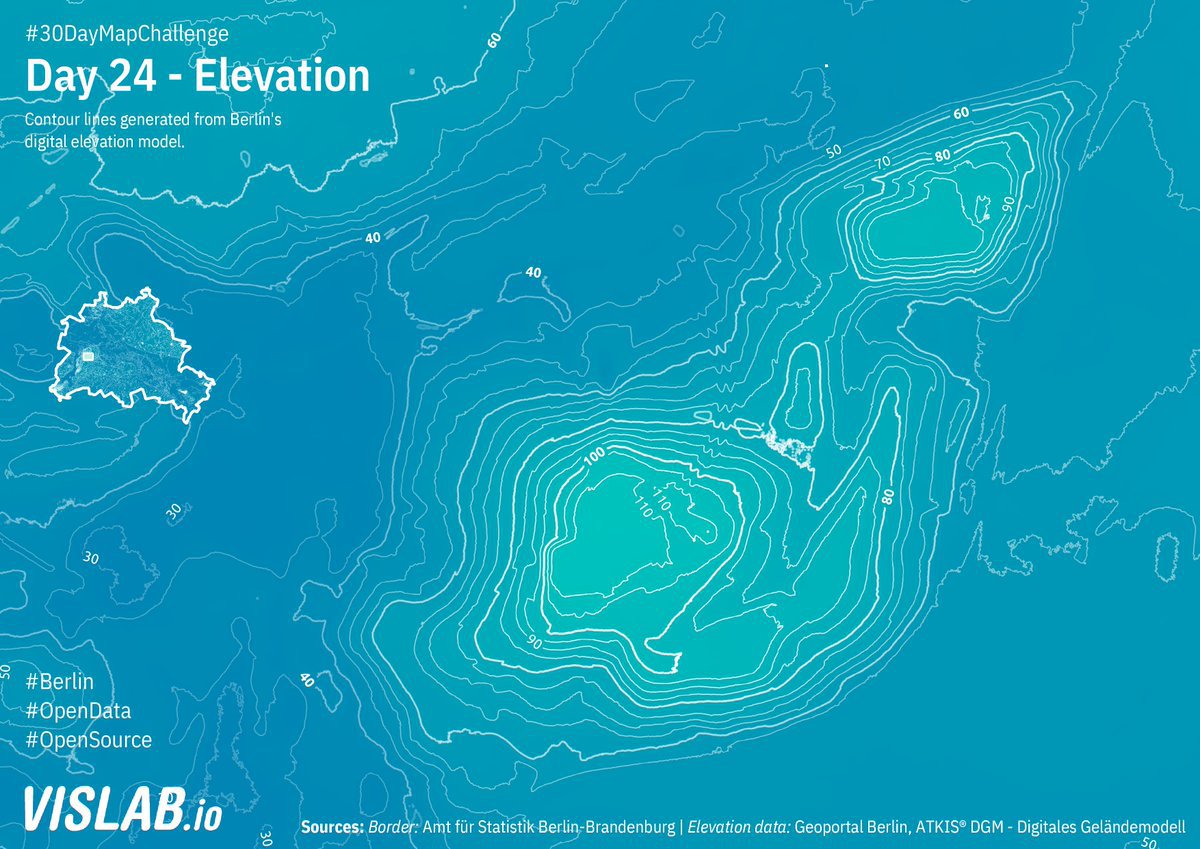 #30DayMapChallenge
Day 24 - Elevation
Contour lines generated from Berlin's
digital elevation model.
60
60
50
70
80
90
40
40
100
110
110
80
30
30
90
50
40
#Berlin
#OpenData
#OpenSource
VISLAB.io
30
Sources: Border: Amt für Statistik Berlin-Brandenburg | Elevation data: Geoportal Berlin, ATKIS® DGM - Digitales Geländemodell
50